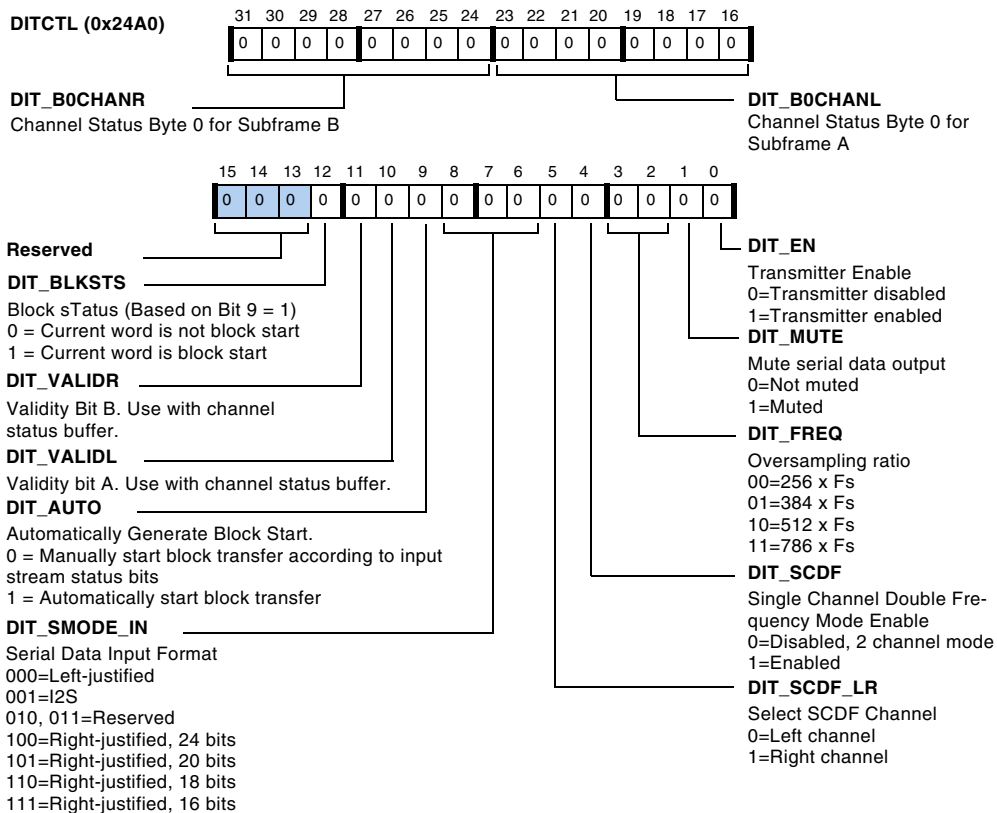 DITCTL (0x24A0)
31 30 29 28 27 26 25 24 23 22 21 20 19 18 17 16
0 0 0 0 0 0 0 0 0 0 0 0 0 0 0 0
DIT_B0CHANR
Channel Status Byte 0 for Subframe B
DIT_B0CHANL
Channel Status Byte 0 for
Subframe A
15 14 13 12 11 10 9 8 7 6 5 4 3 2 1 0
0 0 0 0 0 0 0 0 0 0 0 0 0 0 0 0
Reserved
DIT_BLKSTS
Block sTatus (Based on Bit 9 = 1)
0 = Current word is not block start
1 = Current word is block start
DIT_VALIDR
Validity Bit B. Use with channel
status buffer.
DIT_VALIDL
Validity bit A. Use with channel status buffer.
DIT_AUTO
Automatically Generate Block Start.
0 = Manually start block transfer according to input
stream status bits
1 = Automatically start block transfer
DIT_SMODE_IN
Serial Data Input Format
000=Left-justified
001=I2S
010, 011=Reserved
100=Right-justified, 24 bits
101=Right-justified, 20 bits
110=Right-justified, 18 bits
111=Right-justified, 16 bits
DIT_EN
Transmitter Enable
0=Transmitter disabled
1=Transmitter enabled
DIT_MUTE
Mute serial data output
0=Not muted
1=Muted
DIT_FREQ
Oversampling ratio
00=256 x Fs
01=384 x Fs
10=512 x Fs
11=786 x Fs
DIT_SCDF
Single Channel Double Fre-
quency Mode Enable
0=Disabled, 2 channel mode
1=Enabled
DIT_SCDF_LR
Select SCDF Channel
0=Left channel
1=Right channel